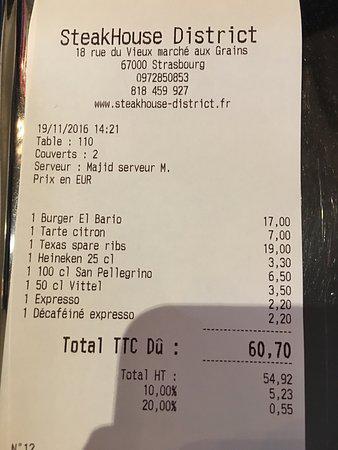 SteakHouse District
18 rue du Vieux marché aux Grains
67000 Strasbourg
0972850853
818 459 927
www.steakhouse-district.fr
19/11/2016 14:21
Table : 110
Couverts : 2
Serveur : Majid serveur M.
Prix en EUR
1 Burger El Bario 17,00
1 Tarte citron 7,00
1 Texas spare ribs 19,00
1 Heineken 25 cl 3,30
1 100 cl San Pellegrino 6,50
1 50 cl Vittel 3,50
1 Expresso 2,20
1 Décaféiné expresso 2,20
Total TTC Dû : 60,70
Total HT : 54,92
10,00% 5,23
20,00% 0,55
N°12